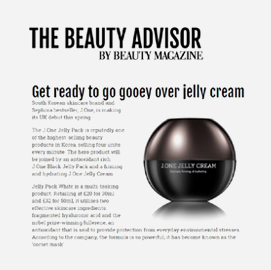 THE BEAUTY ADVISOR
BY BEAUTY MAGAZINE
Get ready to go gooey over jelly cream
South Korean skincare brand and
Sephora bestseller, J.One, is making
its UK debut this spring.
The J.One Jelly Pack is reputedly one
of the highest selling beauty
products in Korea, selling four units
every minute. The hero product will
be joined by an antioxidant rich
J.One Black Jelly Pack and a firming
and hydrating J.One Jelly Cream.
Jelly Pack White is a multi tasking
product. Retailing at £20 for 30ml
and £32 for 50ml, it utilises two
effective skincare ingredients:
fragmented hyaluronic acid and the
nobel prize-winning fullerene, an
antioxidant that is said to provide protection from everyday environmental stresses.
According to the company, the formula is so powerful, it has become known as the
J.ONE JELLY CREAM